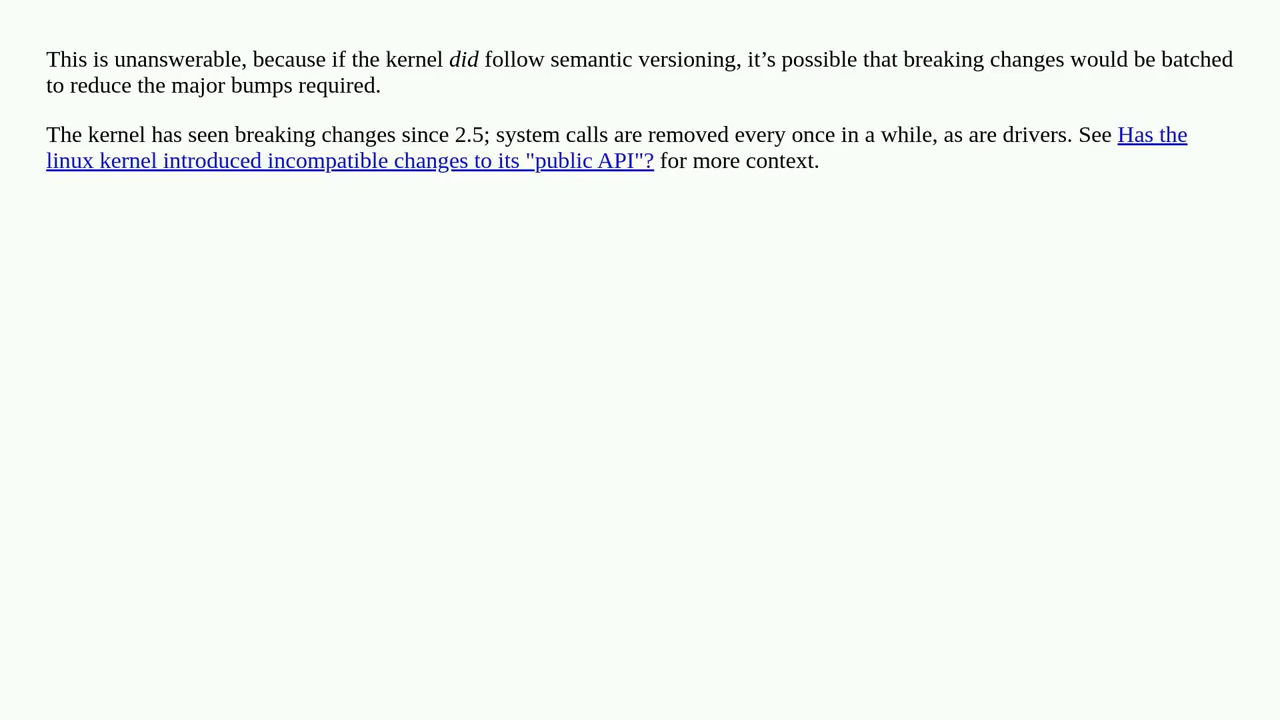 This is unanswerable, because if the kernel did follow semantic versioning, it’s possible that breaking changes would be batched
to reduce the major bumps required.
The kernel has seen breaking changes since 2.5; system calls are removed every once in a while, as are drivers. See Has the
linux kernel introduced incompatible changes to its "public API"? for more context.